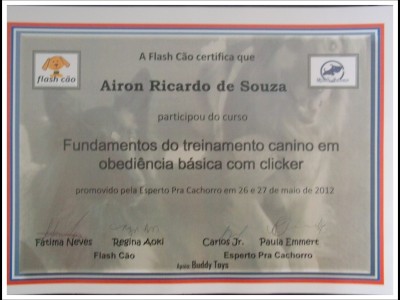 flash cão
A Flash Cão certifica que
Airon Ricardo de Souza
participou do curso
Fundamentos do treinamento canino em
obediência básica com clicker
promovido pela Esperto Pra Cachorro em 26 e 27 de maio de 2012
Fátima Neves Regina Aoki Carlos Jr. Paula Emmert
Flash Cão Esperto Pra Cachorro
Apoio Buddy Toys